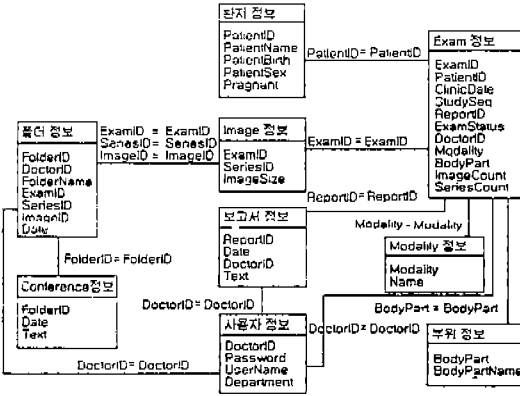 환자 정보
PatientID
PatientName
PatientBirth
PatientSex
Pragnant
PatientID = PatientID
Exam 정보
ExamID
PatientID
ClinicDate
StudySeq
ReportID
ExamStatus
DoctorID
Modality
BodyPart
ImageCount
SeriesCount
폴더 정보
FolderID
DoctorID
FolderName
ExamID
SeriesID
ImageID
Date
ExamID = ExamID
SeriesID = SeriesID
ImageID = ImageID
Image 정보
ExamID
SeriesID
ImageSize
ExamID = ExamID
ReportID = ReportID
보고서 정보
ReportID
Date
DoctorID
Text
Modality - Modality
Modality 정보
Modality
Name
FolderID = FolderID
Conference정보
FolderID
Date
Text
DoctorID = DoctorID
BodyPart = BodyPart
사용자 정보
DoctorID
Password
UserName
Department
DoctorID = DoctorID
부위 정보
BodyPart
BodyPartName
DoctorID = DoctorID